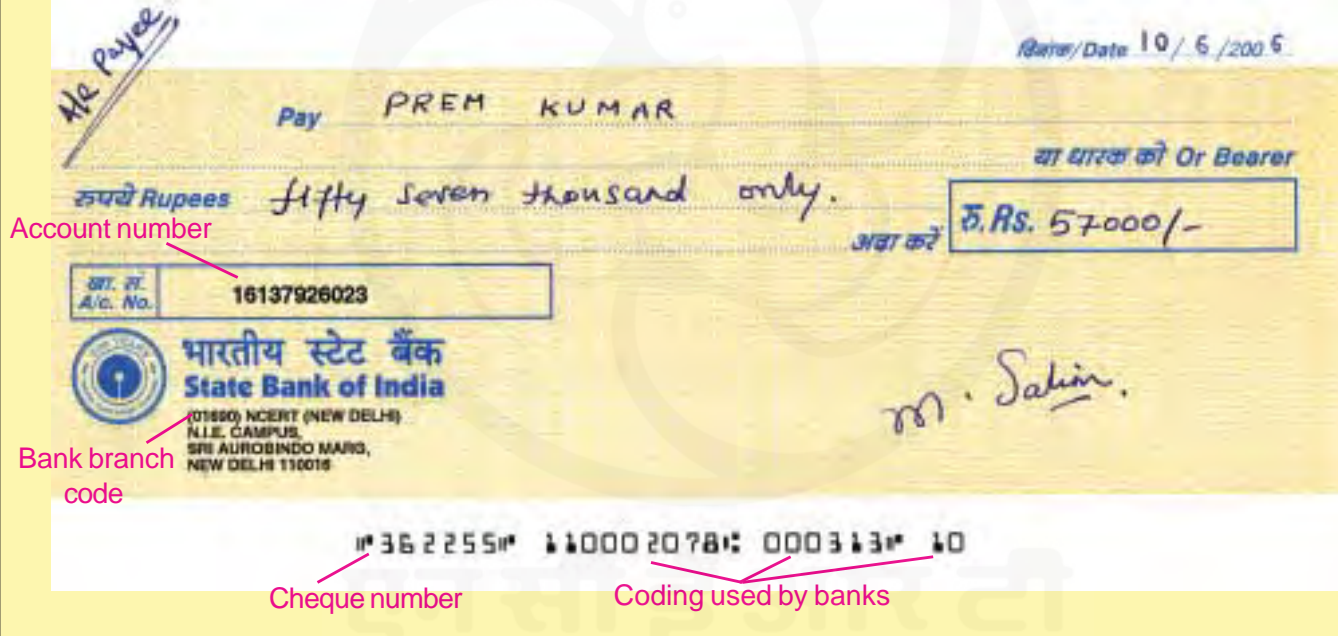 A/c Payee
दिनांक/Date 10/6/2006
Pay PREM KUMAR
या धारक को Or Bearer
रुपये Rupees fifty seven thousand only.
अदा करें रु.Rs. 57000/-
Account number
खा. सं.
A/c. No. 16137926023
भारतीय स्टेट बैंक
State Bank of India
(01690) NCERT (NEW DELHI)
N.I.E. CAMPUS,
SRI AUROBINDO MARG,
NEW DELHI 110016
M. Salim.
Bank branch
code
⑈362255⑈ 110002078⑆ 000313⑈ 10
Cheque number
Coding used by banks